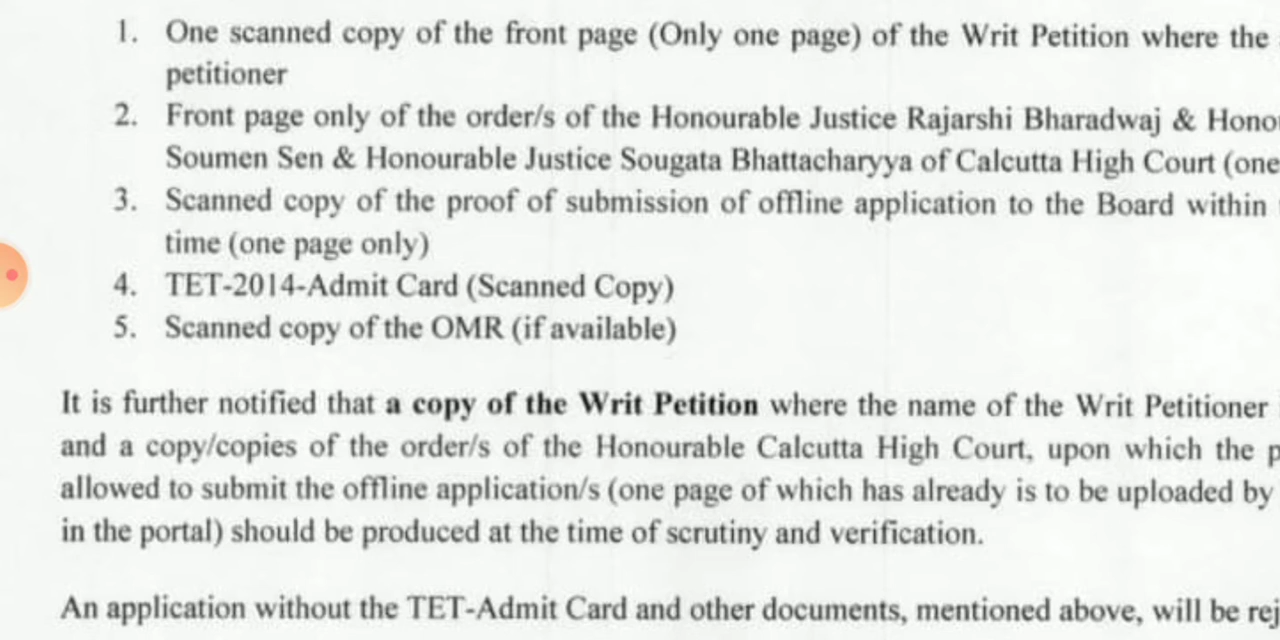 1. One scanned copy of the front page (Only one page) of the Writ Petition where the
petitioner
2. Front page only of the order/s of the Honourable Justice Rajarshi Bharadwaj &
Soumen Sen & Honourable Justice Sougata Bhattacharyya of Calcutta High Court (one
3. Scanned copy of the proof of submission of offline application to the Board within
time (one page only)
4. TET-2014-Admit Card (Scanned Copy)
5. Scanned copy of the OMR (if available)
It is further notified that a copy of the Writ Petition where the name of the Writ Petitioner
and a copy/copies of the order/s of the Honourable Calcutta High Court, upon which the
allowed to submit the offline application/s (one page of which has already is to be uploaded by
in the portal) should be produced at the time of scrutiny and verification.
An application without the TET-Admit Card and other documents, mentioned above, will be